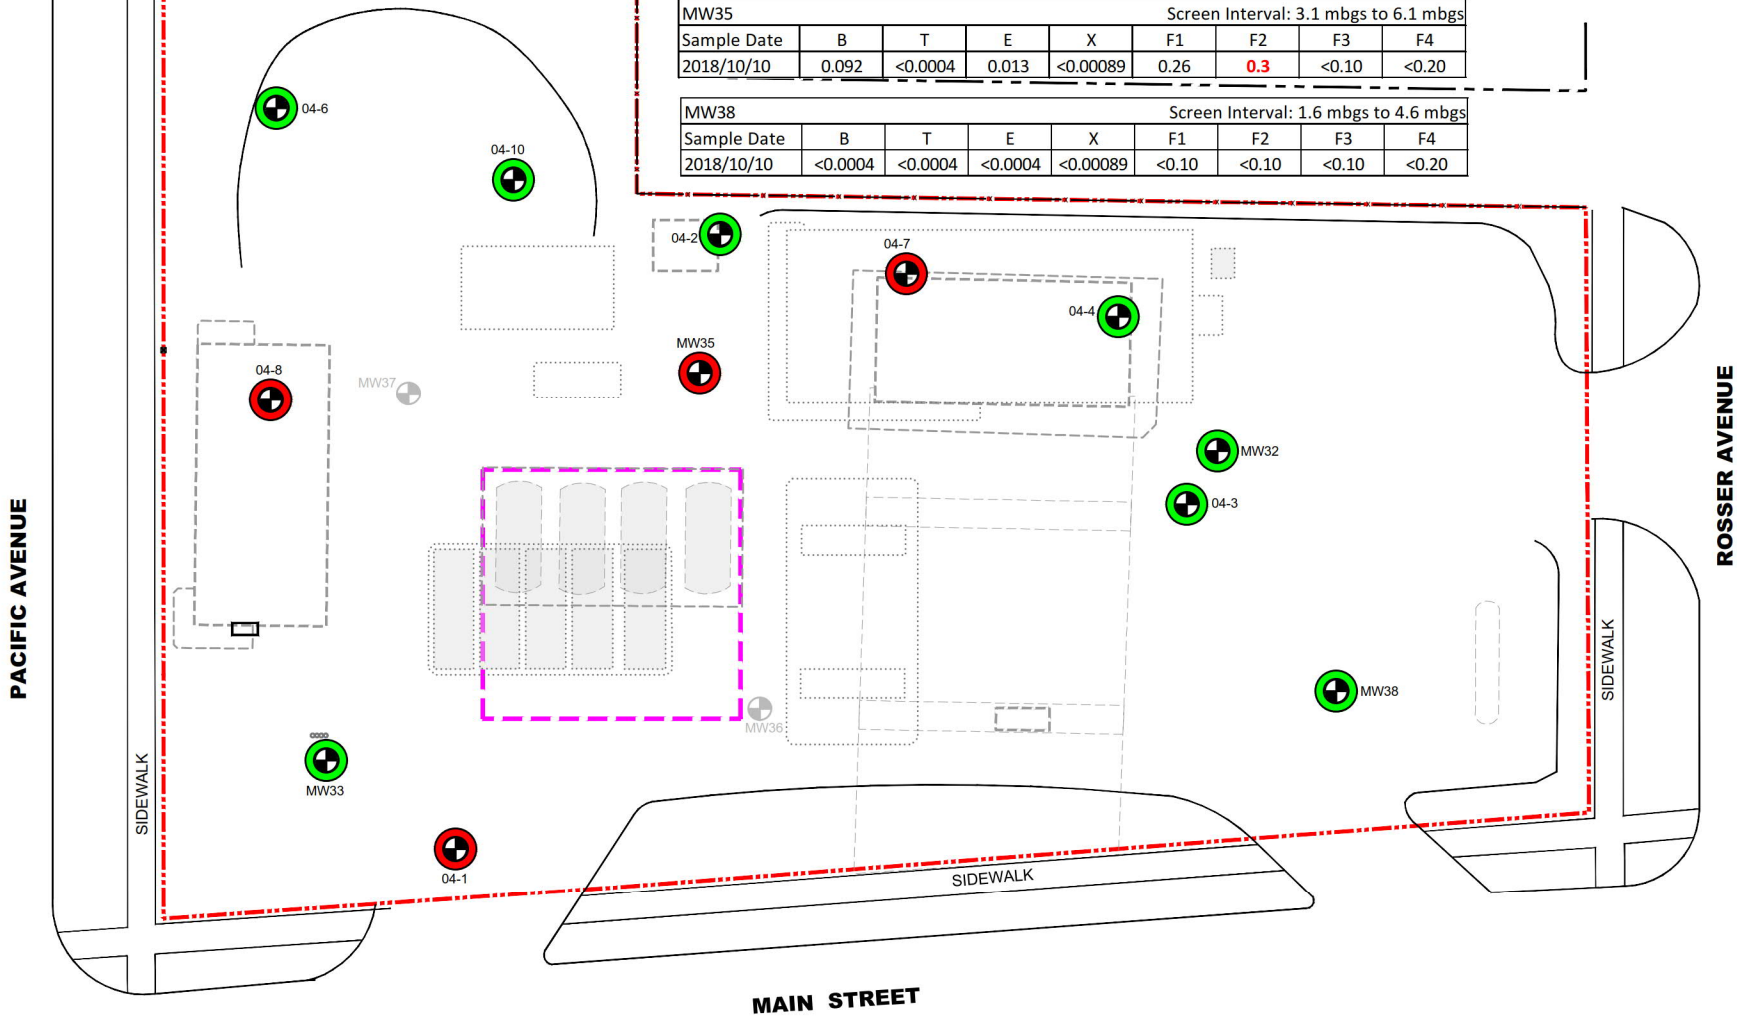 MW35 Screen Interval: 3.1 mbgs to 6.1 mbgs
Sample Date B T E X F1 F2 F3 F4
2018/10/10 0.092 <0.0004 0.013 <0.00089 0.26 0.3 <0.10 <0.20
MW38 Screen Interval: 1.6 mbgs to 4.6 mbgs
Sample Date B T E X F1 F2 F3 F4
2018/10/10 <0.0004 <0.0004 <0.0004 <0.00089 <0.10 <0.10 <0.10 <0.20
04-6
04-10
04-2
04-7
04-4
MW35
04-8
MW37
MW32
04-3
MW38
MW36
MW33
04-1
PACIFIC AVENUE
SIDEWALK
ROSSER AVENUE
SIDEWALK
SIDEWALK
MAIN STREET